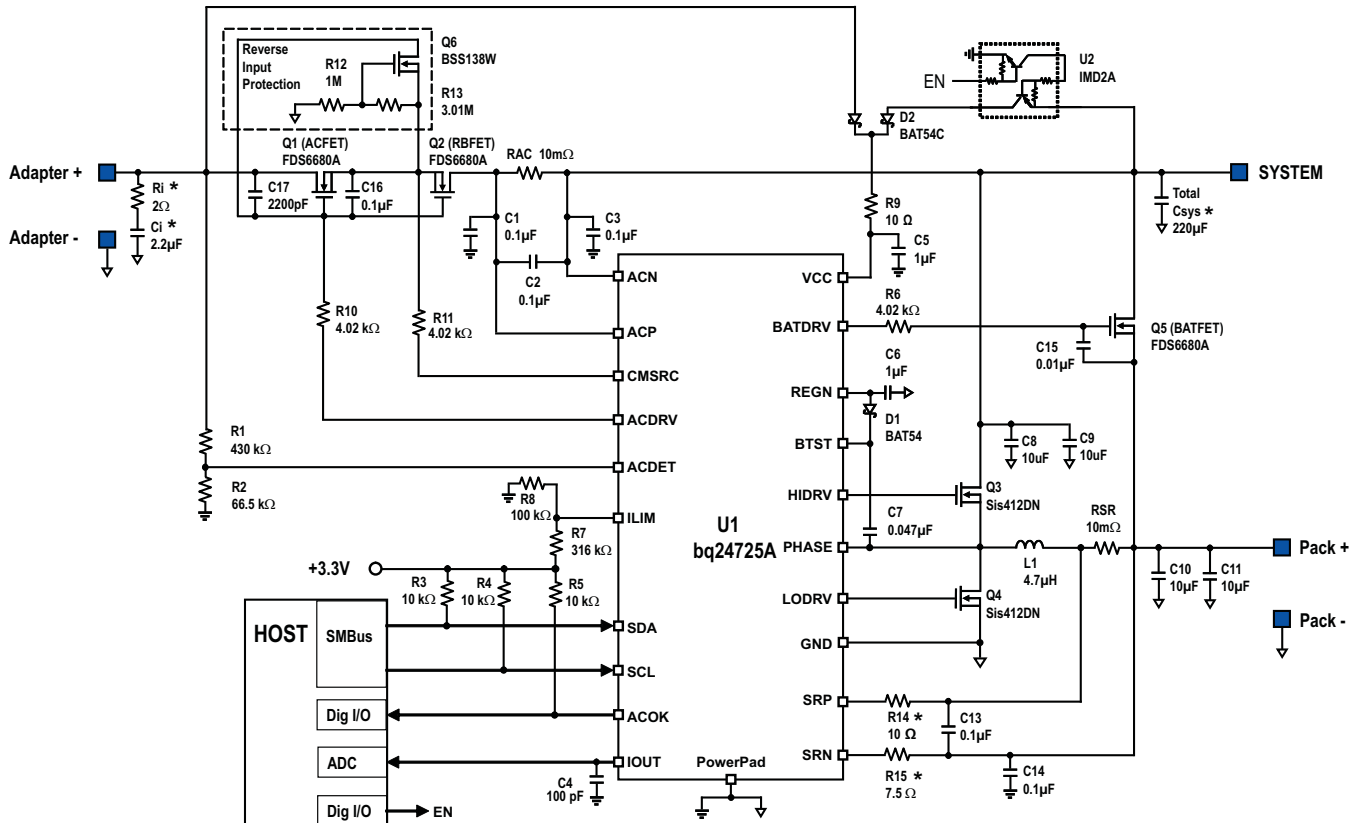 Reverse
Input
Protection
Q6
BSS138W
R12
1M
R13
3.01M
U2
IMD2A
EN
D2
BAT54C
Q1 (ACFET)
FDS6680A
Q2 (RBFET)
FDS6680A
RAC 10mΩ
Adapter +
SYSTEM
Ri *
2Ω
Ci *
2.2µF
Adapter -
C17
2200pF
C16
0.1µF
C1
0.1µF
C3
0.1µF
C2
0.1µF
R9
10 Ω
C5
1µF
Total
Csys *
220µF
R10
4.02 kΩ
R11
4.02 kΩ
ACN
ACP
CMSRC
ACDRV
ACDET
ILIM
SDA
SCL
ACOK
IOUT
U1
bq24725A
PowerPad
VCC
BATDRV
REGN
BTST
HIDRV
PHASE
LODRV
GND
SRP
SRN
R6
4.02 kΩ
C15
0.01µF
Q5 (BATFET)
FDS6680A
C6
1µF
D1
BAT54
C8
10uF
C9
10uF
Q3
Sis412DN
C7
0.047µF
RSR
10mΩ
L1
4.7µH
Pack +
C10
10µF
C11
10µF
Q4
Sis412DN
Pack -
R14 *
10 Ω
C13
0.1µF
R15 *
7.5 Ω
C14
0.1µF
R1
430 kΩ
R2
66.5 kΩ
R8
100 kΩ
R7
316 kΩ
+3.3V
R3
10 kΩ
R4
10 kΩ
R5
10 kΩ
HOST
SMBus
Dig I/O
ADC
C4
100 pF
Dig I/O
EN